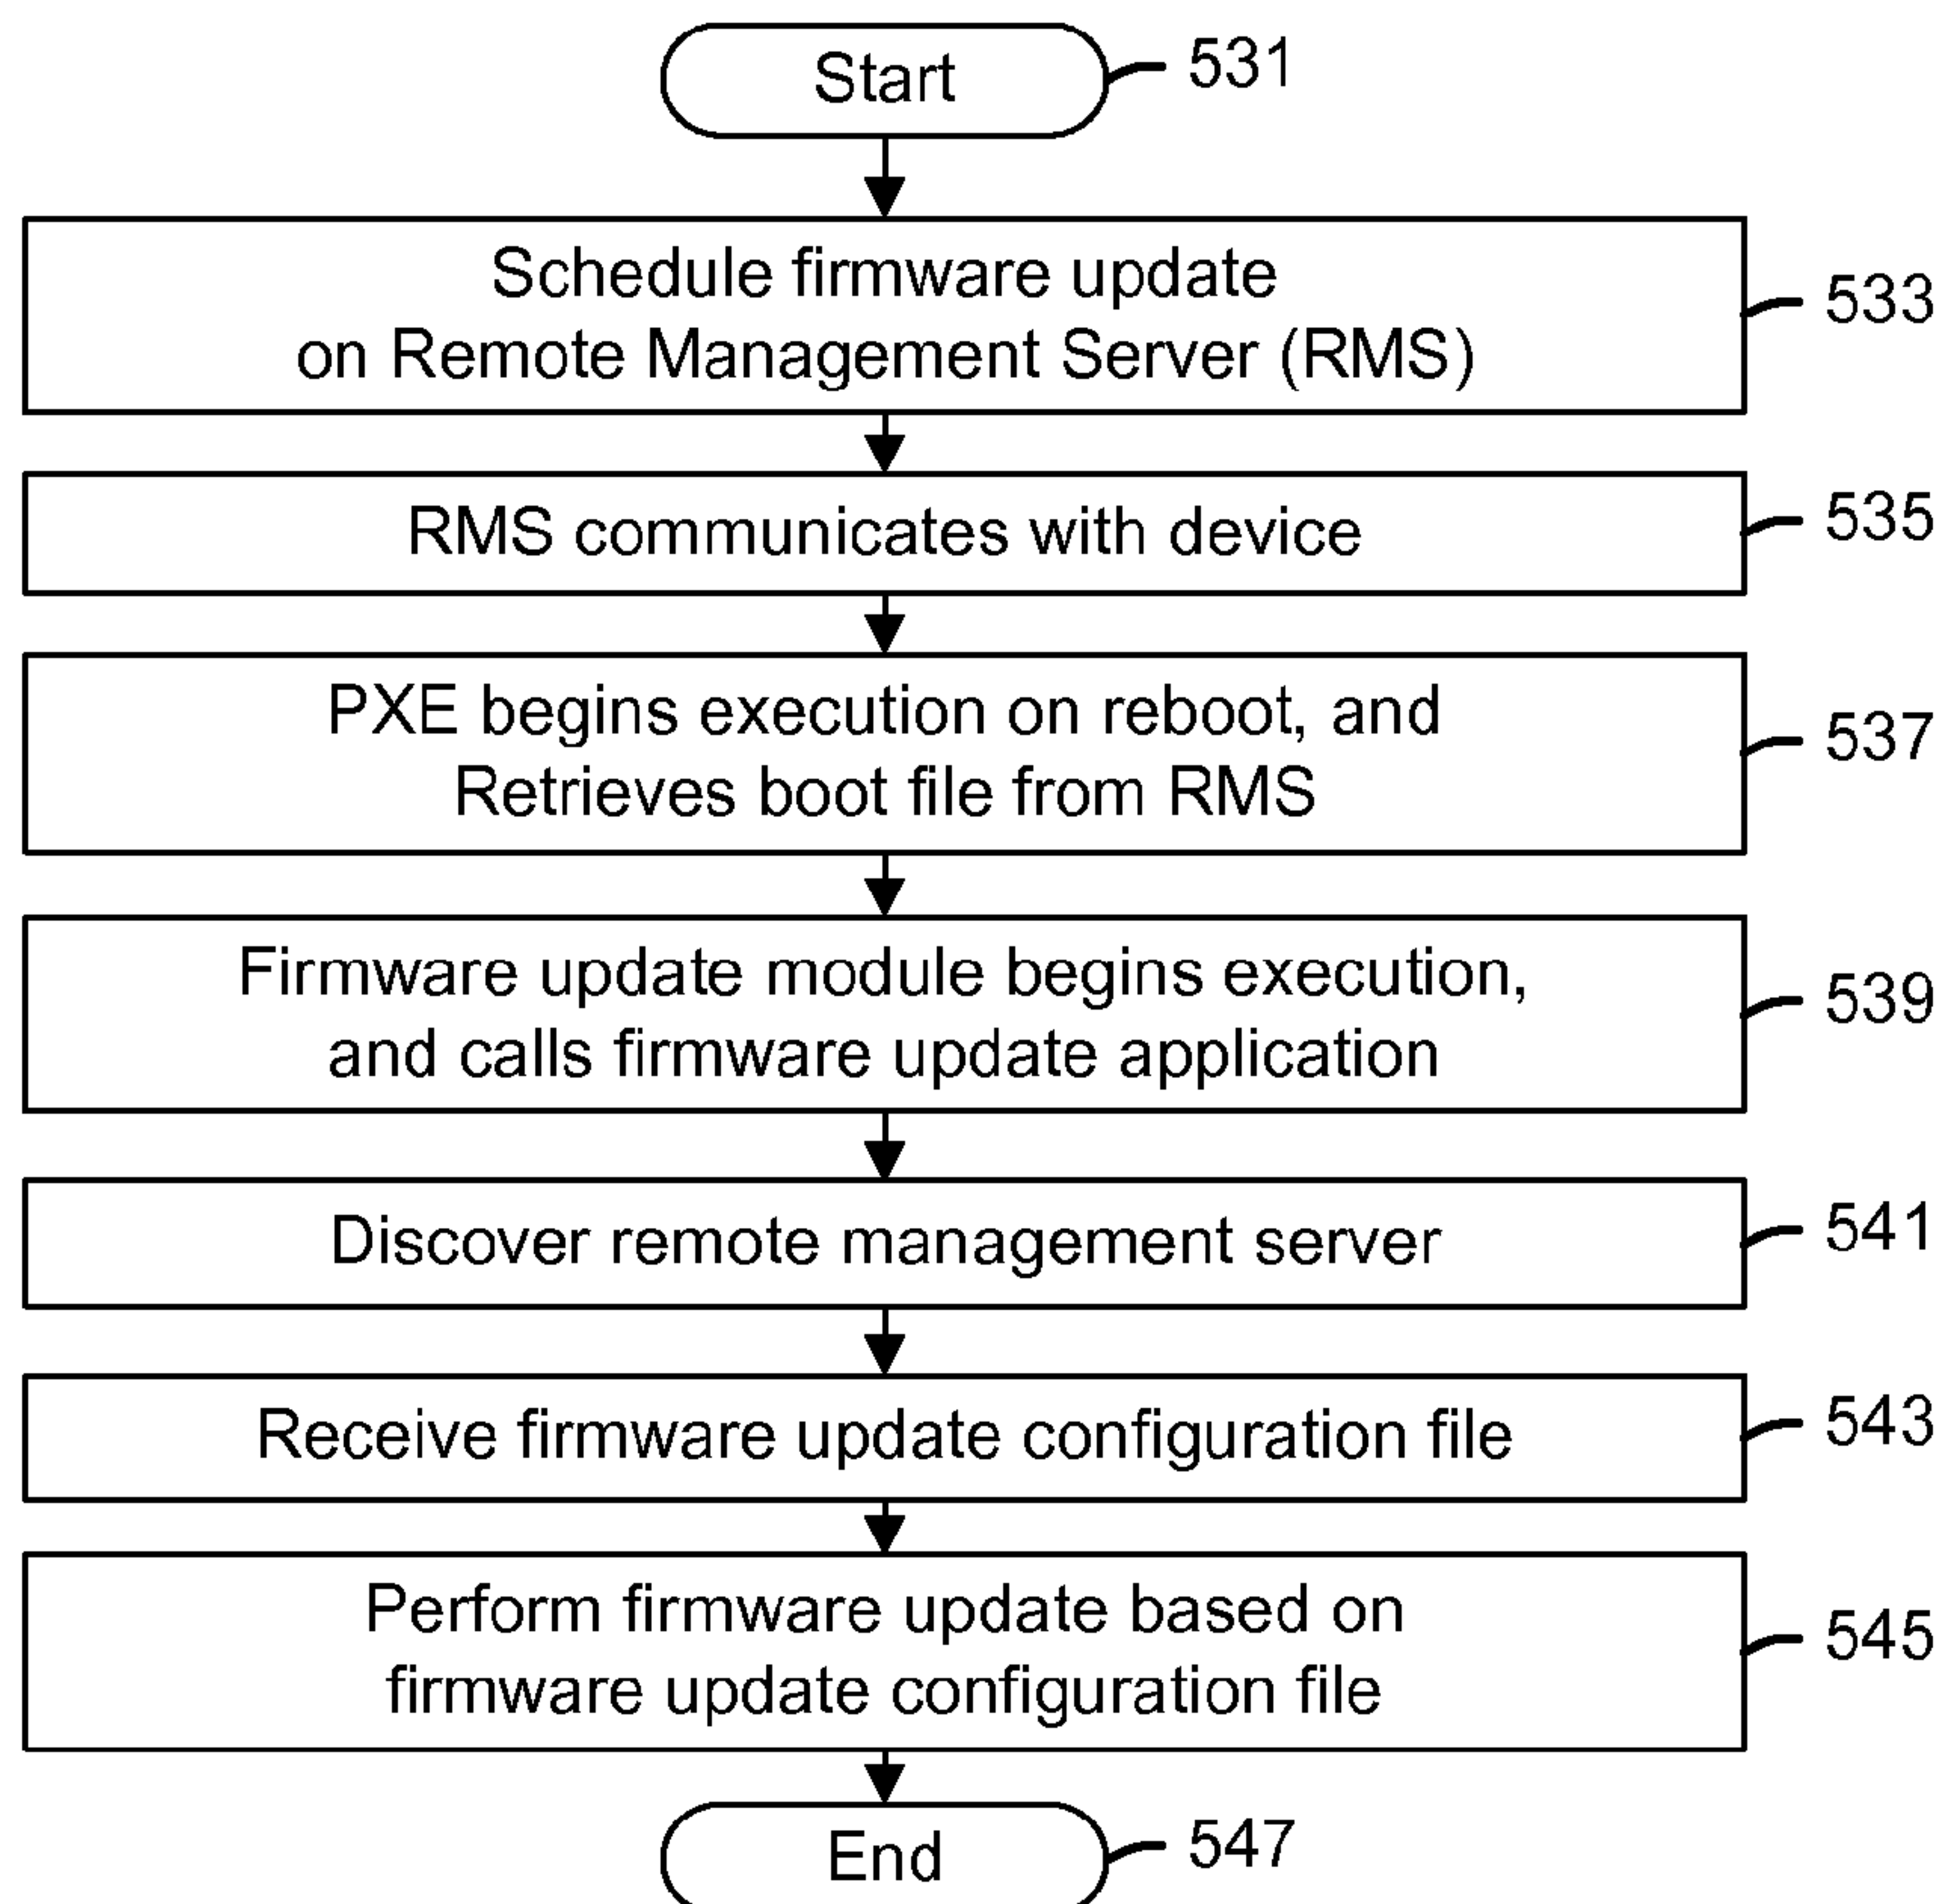 Start
531
Schedule firmware update
on Remote Management Server (RMS)
533
RMS communicates with device
535
PXE begins execution on reboot, and
Retrieves boot file from RMS
537
Firmware update module begins execution,
and calls firmware update application
539
Discover remote management server
541
Receive firmware update configuration file
543
Perform firmware update based on
firmware update configuration file
545
End
547